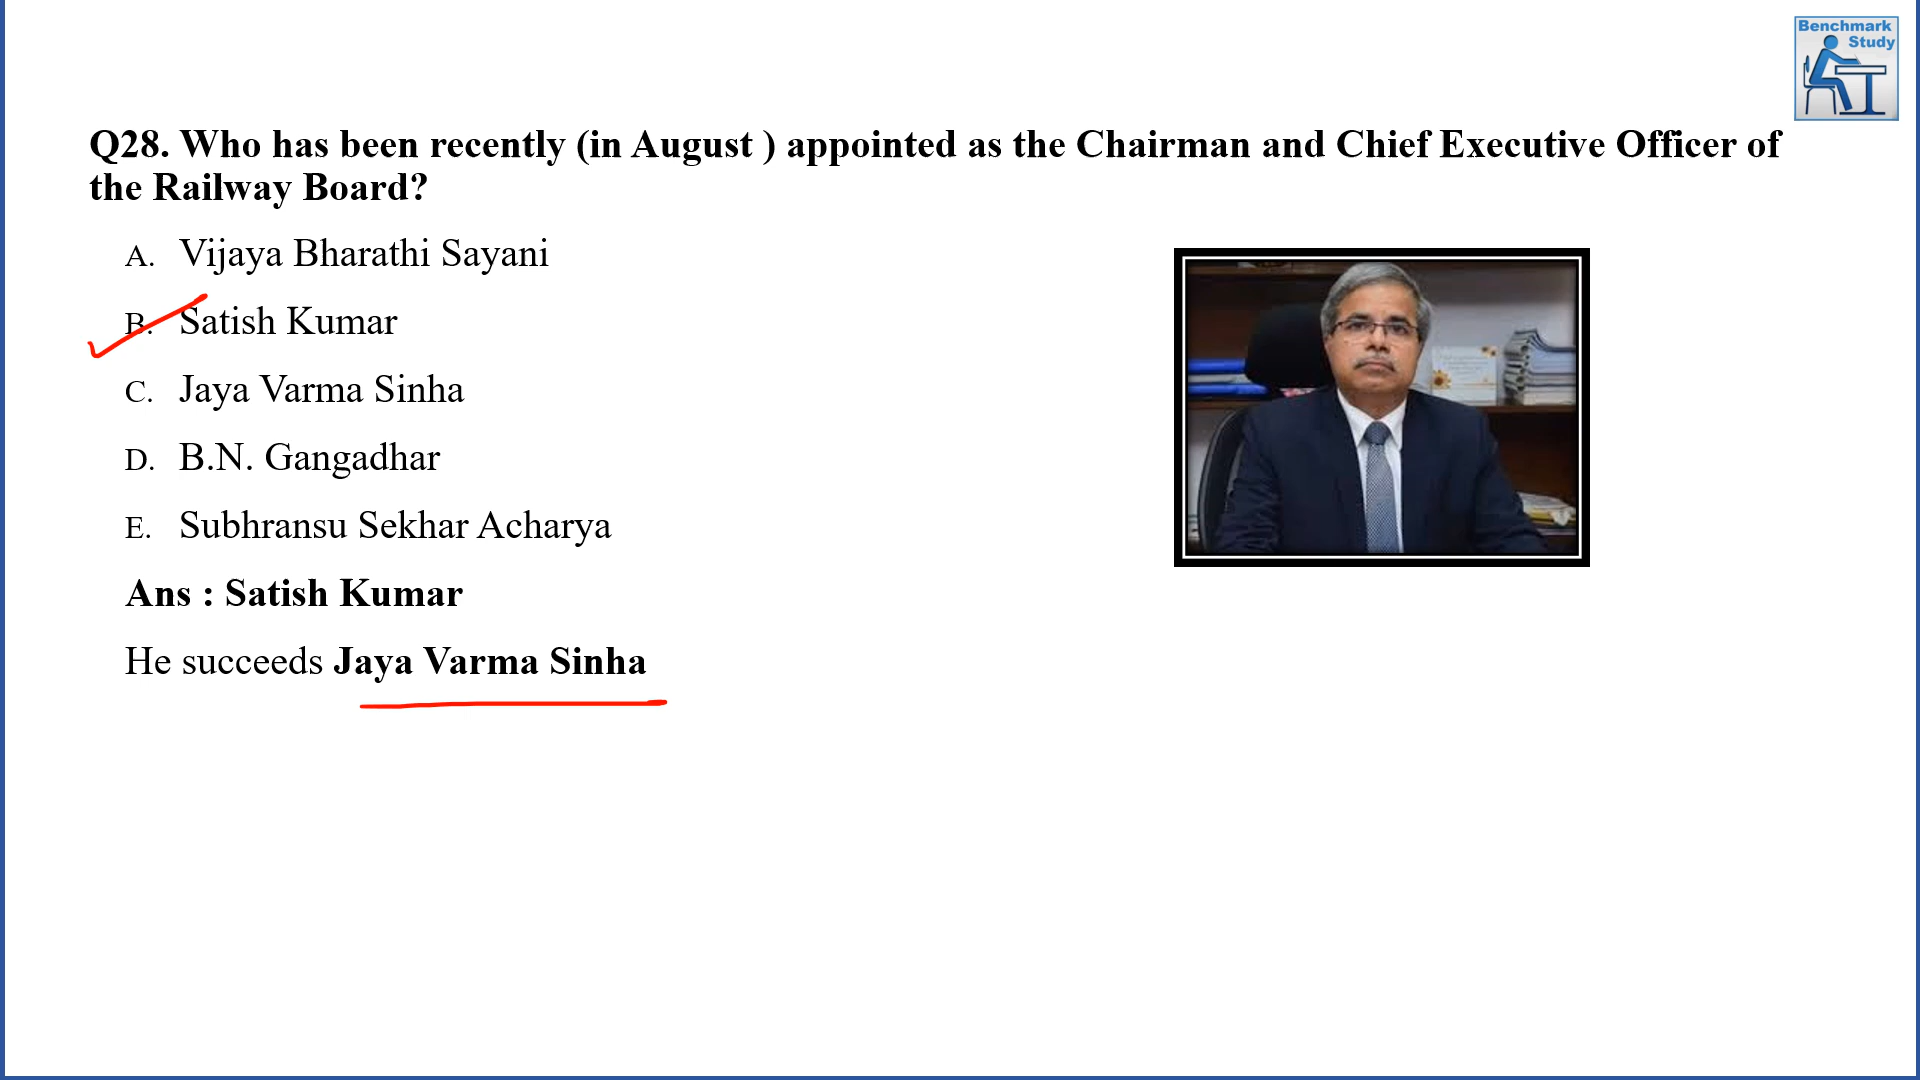 Benchmark
Study
Q28. Who has been recently (in August ) appointed as the Chairman and Chief Executive Officer of
the Railway Board?
A. Vijaya Bharathi Sayani
B. Satish Kumar
C. Jaya Varma Sinha
D. B.N. Gangadhar
E. Subhransu Sekhar Acharya
Ans : Satish Kumar
He succeeds Jaya Varma Sinha